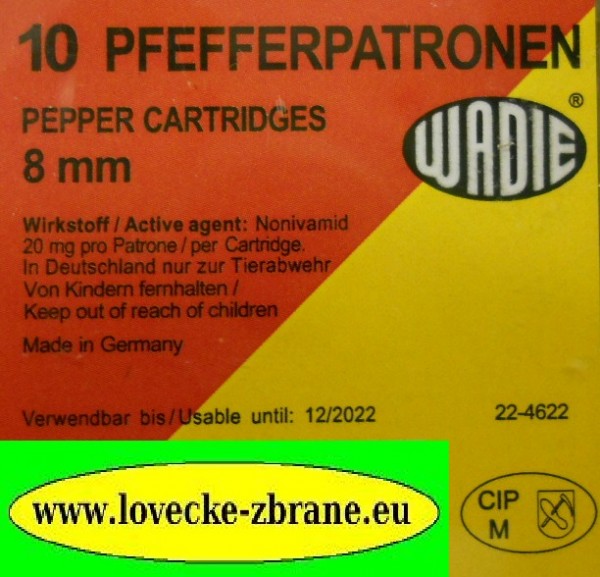 10 PFEFFERPATRONEN
PEPPER CARTRIDGES
8 mm
WADIE®
Wirkstoff / Active agent: Nonivamid
20 mg pro Patrone / per Cartridge.
In Deutschland nur zur Tierabwehr
Von Kindern fernhalten /
Keep out of reach of children
Made in Germany
Verwendbar bis / Usable until: 12/2022
22-4622
www.lovecke-zbrane.eu
CIP
M